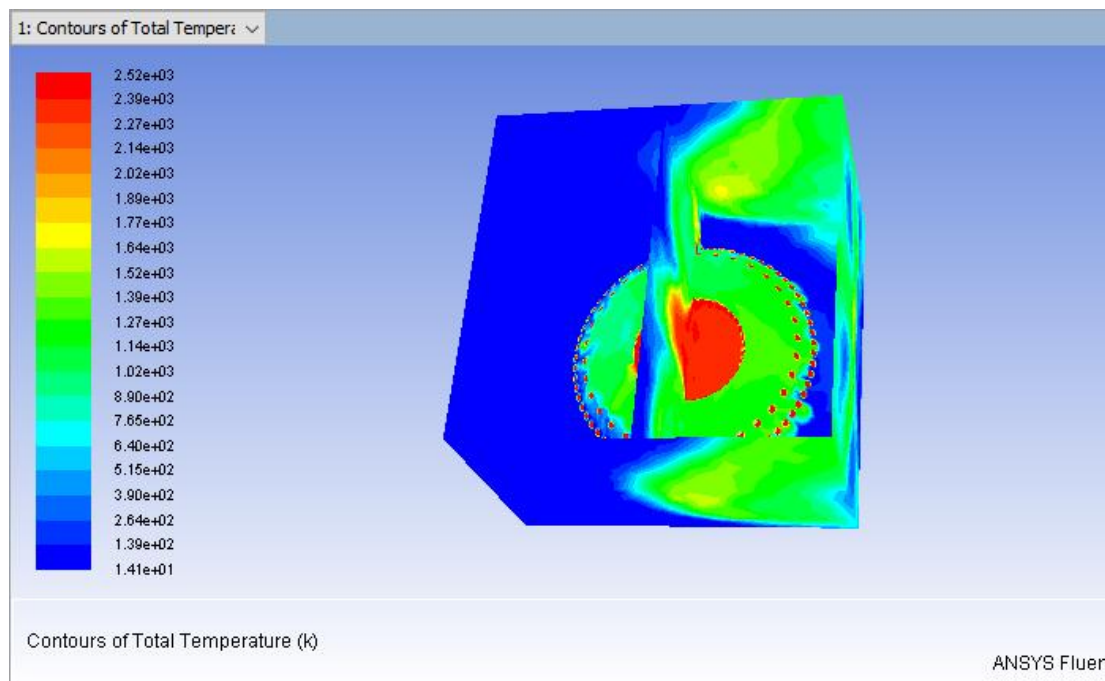 1: Contours of Total Tempera
2.52e+03
2.39e+03
2.27e+03
2.14e+03
2.02e+03
1.89e+03
1.77e+03
1.64e+03
1.52e+03
1.39e+03
1.27e+03
1.14e+03
1.02e+03
8.90e+02
7.65e+02
6.40e+02
5.15e+02
3.90e+02
2.64e+02
1.39e+02
1.41e+01
Contours of Total Temperature (k)
ANSYS Fluen